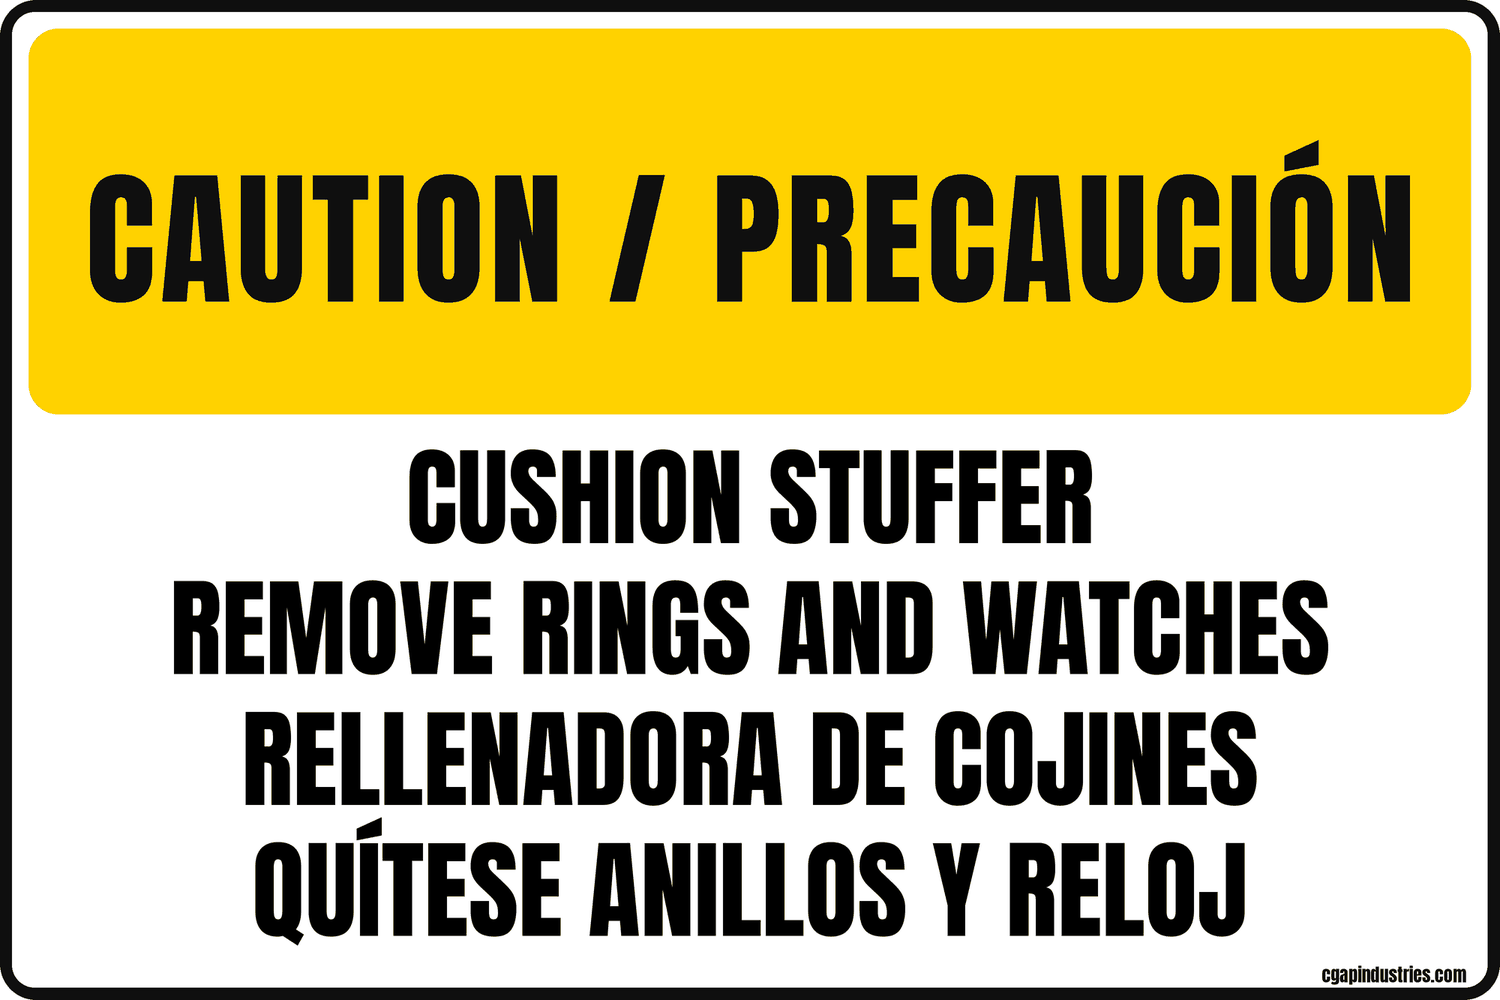 CAUTION / PRECAUCIÓN
CUSHION STUFFER
REMOVE RINGS AND WATCHES
RELLENADORA DE COJINES
QUÍTESE ANILLOS Y RELOJ
cgapindustries.com